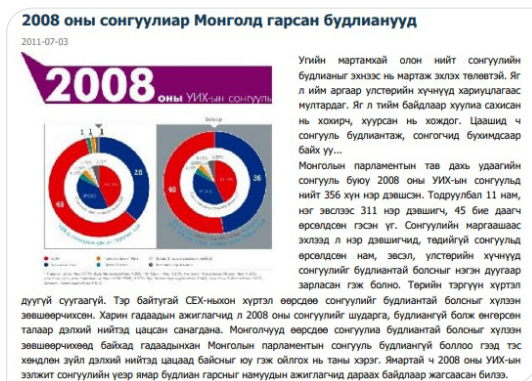 2008 оны сонгуулиар Монголд гарсан будлианууд
2011-07-03
2008 оны УИХ-ын сонгууль
Угийн мартамхай олон нийт сонгуулийн
будлианыг эхнээс нь мартаж эхлэх төлөвтэй. Яг
л ийм аргаар улстөрийн хүчнүүд хариуцлагаас
мултардаг. Яг л тийм байдлаар хуулиа сахисан
нь хохирч, хуурсан нь хождог. Цаашид ч
сонгууль будлиантаж, сонгогчид бухимдсаар
байх уу...
Монголын парламентын тав дахь удаагийн
сонгууль буюу 2008 оны УИХ-ын сонгуульд
нийт 356 хүн нэр дэвшсэн. Тодруулбал 11 нам,
нэг эвслээс 311 нэр дэвшигч, 45 бие даагч
өрсөлдсөн гэсэн үг. Сонгуулийн маргаашаас
эхлээд л нэр дэвшигчид, төдийгүй сонгуульд
өрсөлдсөн нам, эвсэл, улстөрийн хүчнүүд
сонгуулийг будлиантай болсныг нэгэн дуугаар
зарласан гэж болно. Төрийн тэргүүн хүртэл
дуугүй суугаагүй. Тэр байтугай СЕХ-ныхон хүртэл өөрсдөө сонгуулийг будлиантай болсныг хүлээн
зөвшөөрчихсөн. Харин гадаадын ажиглагчид л 2008 оны сонгуулийг шударга, будлиангүй болж өнгөрсөн
талаар дэлхий нийтэд цацсан санагдана. Монголчууд өөрсдөө сонгуулиа будлиантай болсныг хүлээн
зөвшөөрчихөөд байхад гадаадынхан Монголын парламентын сонгууль будлиангүй боллоо гээд тэс
хөндлөн зүйл дэлхий нийтэд цацаад байсныг юу гэж ойлгох нь таны хэрэг. Ямартай ч 2008 оны УИХ-ын
ээлжит сонгуулийн үеэр ямар будлиан гарсныг намуудын ажиглагчид дараах байдлаар жагсаасан билээ.